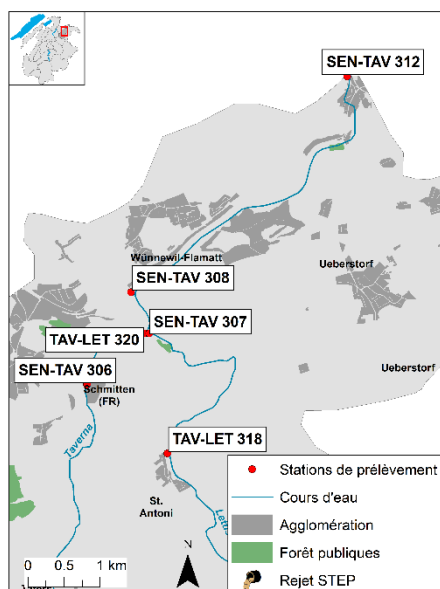 SEN-TAV 312
Wünnewil-Flamatt
Ueberstorf
SEN-TAV 308
SEN-TAV 307
TAV-LET 320
SEN-TAV 306
Ueberstorf
Schmitten
(FR)
Taverna
TAV-LET 318
St.
Antoni
N
0 1 km
Stations de prélèvement
Cours d'eau
Agglomération
Forêt publiques
Rejet STEP